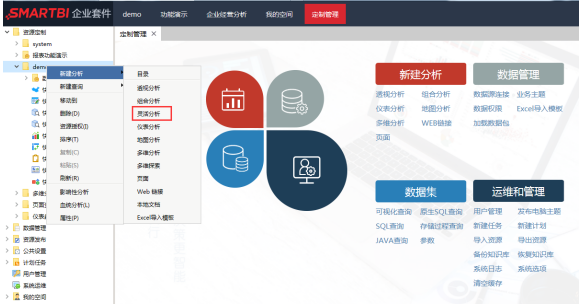 SMARTBI 企业套件 demo 功能演示 企业经营分析 我的空间 定制管理
资源定制
定制管理 ×
system
报表功能演示
demo
新建分析
新建查询
移动到
删除(D)
资源授权(I)
排序(T)
复制(C)
粘贴(S)
刷新(R)
影响性分析
血统分析(L)
属性(P)
目录
透视分析
组合分析
灵活分析
仪表分析
地图分析
多维分析
多维探索
页面
Web 链接
本地文档
Excel导入模板
数据管理
资源发布
公共设置
计划任务
用户管理
系统运维
我的空间
新建分析
透视分析 组合分析
仪表分析 地图分析
多维分析 WEB链接
页面
数据管理
数据源连接 业务主题
数据权限 Excel导入模板
加载数据包
数据集
可视化查询 原生SQL查询
SQL查询 存储过程查询
JAVA查询 参数
运维和管理
用户管理 发布电脑主题
新建任务 新建计划
导入资源 导出资源
备份知识库 恢复知识库
系统日志 系统选项
清空缓存